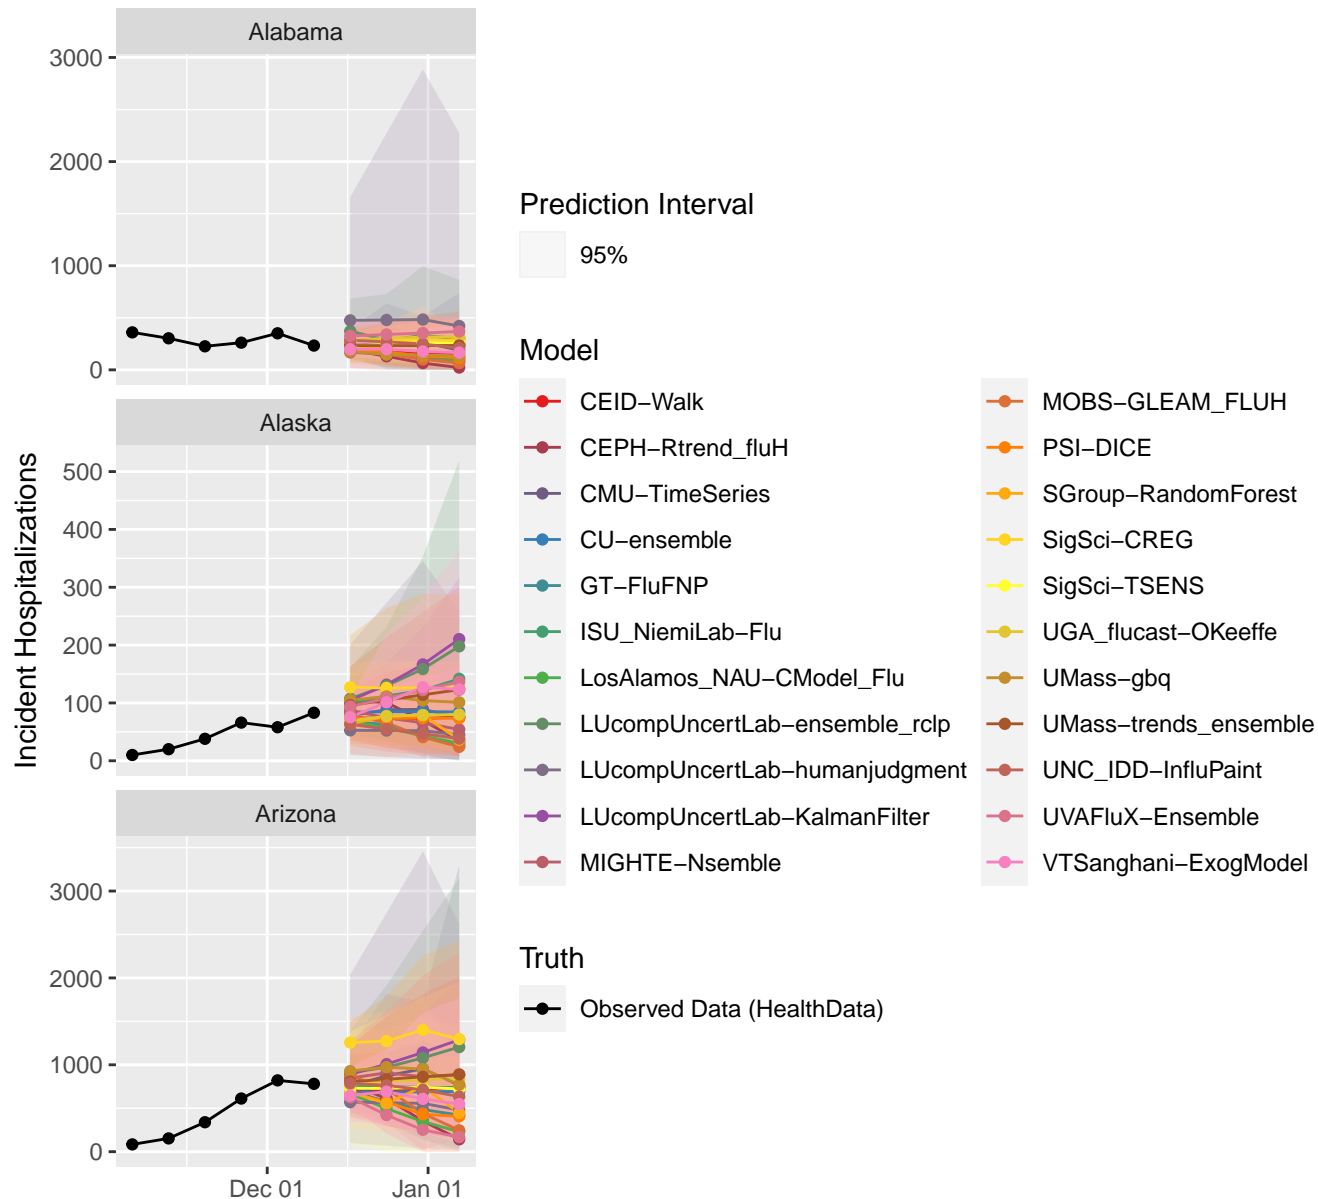 Alabama
3000
2000
1000
0
Alaska
500
400
300
200
100
0
Arizona
3000
2000
1000
0
Dec 01
Jan 01
Incident Hospitalizations
Prediction Interval
95%
Model
CEID−Walk
CEPH−Rtrend_fluH
CMU−TimeSeries
CU−ensemble
GT−FluFNP
ISU_NiemiLab−Flu
LosAlamos_NAU−CModel_Flu
LUcompUncertLab−ensemble_rclp
LUcompUncertLab−humanjudgment
LUcompUncertLab−KalmanFilter
MIGHTE−Nsemble
MOBS−GLEAM_FLUH
PSI−DICE
SGroup−RandomForest
SigSci−CREG
SigSci−TSENS
UGA_flucast−OKeeffe
UMass−gbq
UMass−trends_ensemble
UNC_IDD−InfluPaint
UVAFluX−Ensemble
VTSanghani−ExogModel
Truth
Observed Data (HealthData)